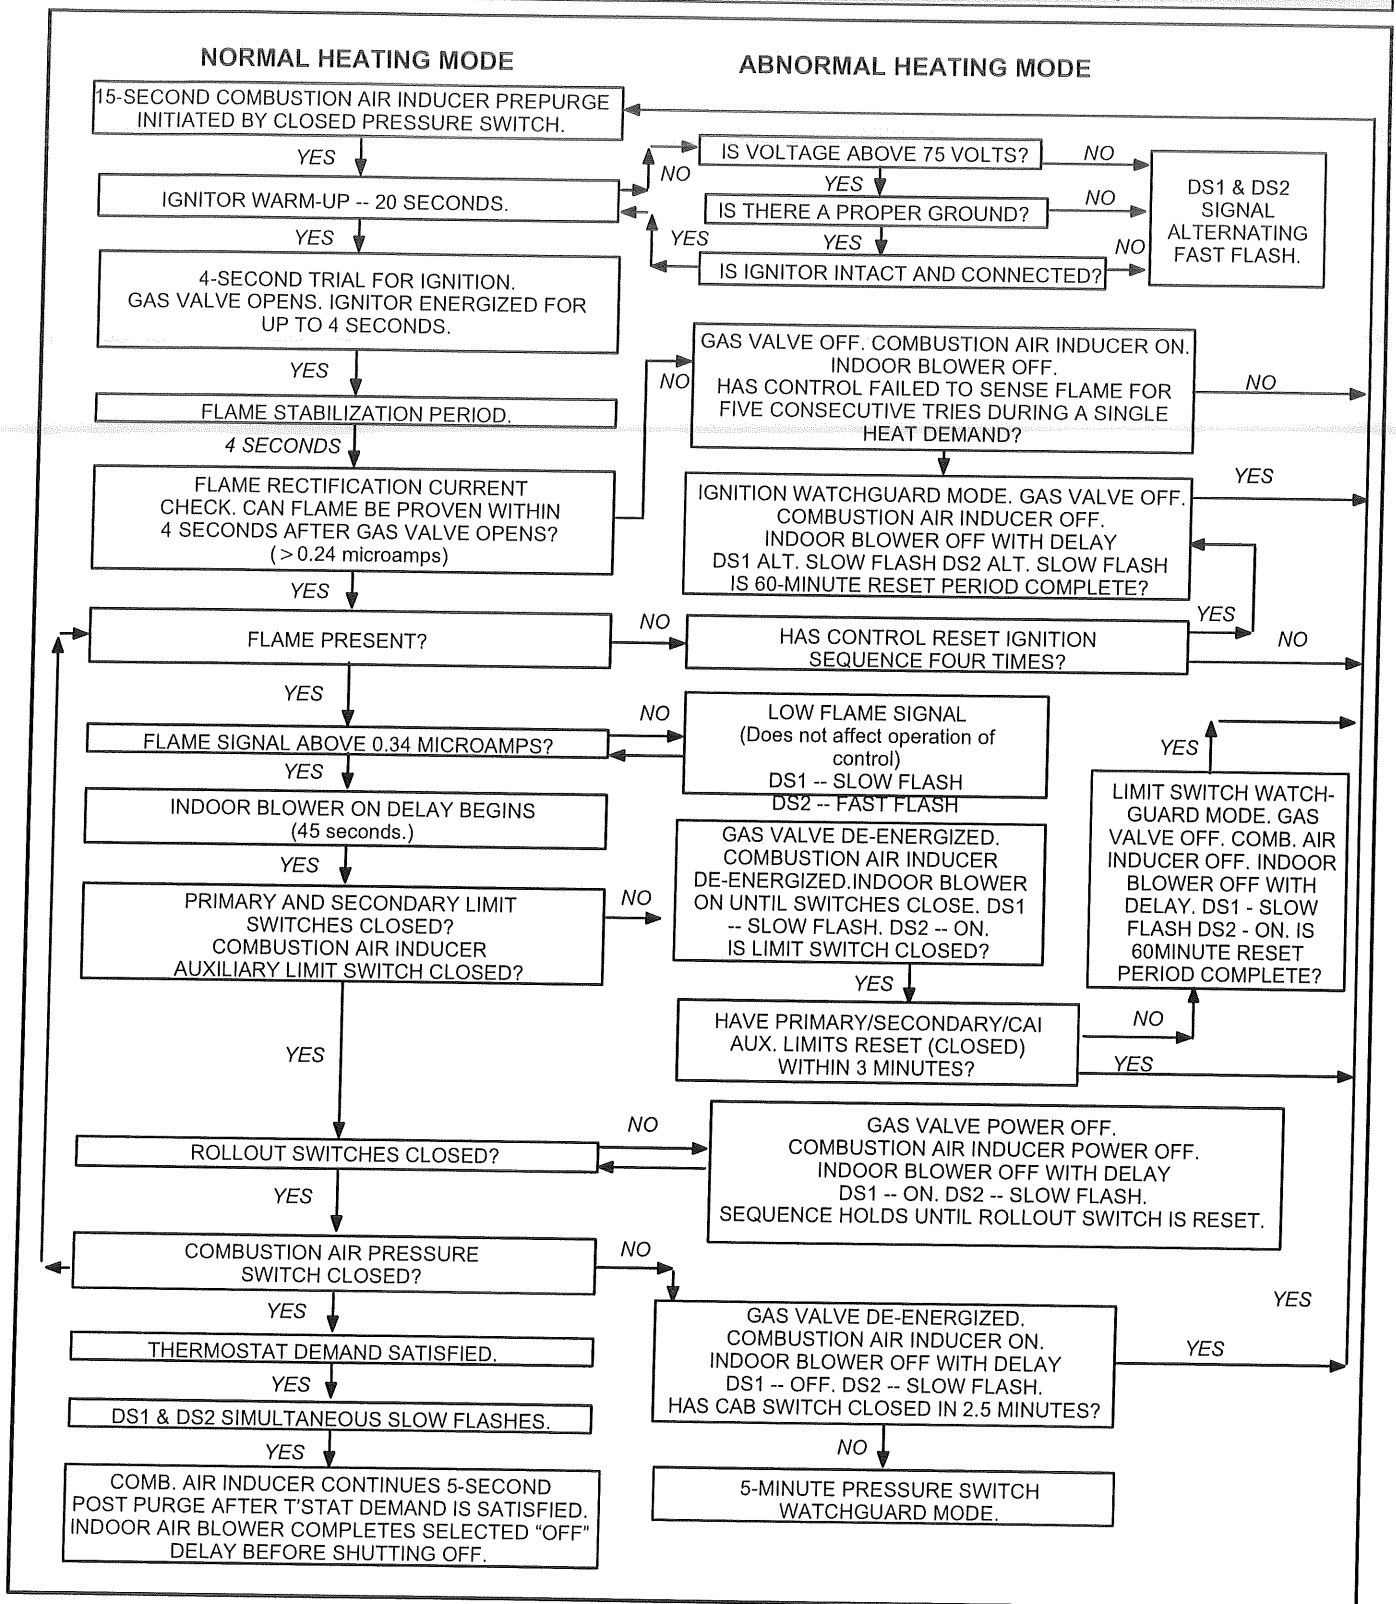 NORMAL HEATING MODE
ABNORMAL HEATING MODE
15-SECOND COMBUSTION AIR INDUCER PREPURGE
INITIATED BY CLOSED PRESSURE SWITCH.
YES
IGNITOR WARM-UP -- 20 SECONDS.
NO
IS VOLTAGE ABOVE 75 VOLTS?
NO
YES
IS THERE A PROPER GROUND?
NO
YES
YES
IS IGNITOR INTACT AND CONNECTED?
NO
DS1 & DS2
SIGNAL
ALTERNATING
FAST FLASH.
YES
4-SECOND TRIAL FOR IGNITION.
GAS VALVE OPENS. IGNITOR ENERGIZED FOR
UP TO 4 SECONDS.
YES
FLAME STABILIZATION PERIOD.
4 SECONDS
FLAME RECTIFICATION CURRENT
CHECK. CAN FLAME BE PROVEN WITHIN
4 SECONDS AFTER GAS VALVE OPENS?
(>0.24 microamps)
NO
GAS VALVE OFF. COMBUSTION AIR INDUCER ON.
INDOOR BLOWER OFF.
HAS CONTROL FAILED TO SENSE FLAME FOR
FIVE CONSECUTIVE TRIES DURING A SINGLE
HEAT DEMAND?
NO
IGNITION WATCHGUARD MODE. GAS VALVE OFF.
COMBUSTION AIR INDUCER OFF.
INDOOR BLOWER OFF WITH DELAY
DS1 ALT. SLOW FLASH DS2 ALT. SLOW FLASH
IS 60-MINUTE RESET PERIOD COMPLETE?
YES
YES
FLAME PRESENT?
NO
HAS CONTROL RESET IGNITION
SEQUENCE FOUR TIMES?
YES
NO
YES
FLAME SIGNAL ABOVE 0.34 MICROAMPS?
NO
LOW FLAME SIGNAL
(Does not affect operation of
control)
DS1 -- SLOW FLASH
DS2 -- FAST FLASH
YES
INDOOR BLOWER ON DELAY BEGINS
(45 seconds.)
YES
PRIMARY AND SECONDARY LIMIT
SWITCHES CLOSED?
COMBUSTION AIR INDUCER
AUXILIARY LIMIT SWITCH CLOSED?
NO
GAS VALVE DE-ENERGIZED.
COMBUSTION AIR INDUCER
DE-ENERGIZED.INDOOR BLOWER
ON UNTIL SWITCHES CLOSE. DS1
-- SLOW FLASH. DS2 -- ON.
IS LIMIT SWITCH CLOSED?
YES
HAVE PRIMARY/SECONDARY/CAI
AUX. LIMITS RESET (CLOSED)
WITHIN 3 MINUTES?
NO
YES
YES
LIMIT SWITCH WATCH-
GUARD MODE. GAS
VALVE OFF. COMB. AIR
INDUCER OFF. INDOOR
BLOWER OFF WITH
DELAY. DS1 - SLOW
FLASH DS2 - ON. IS
60MINUTE RESET
PERIOD COMPLETE?
YES
ROLLOUT SWITCHES CLOSED?
NO
GAS VALVE POWER OFF.
COMBUSTION AIR INDUCER POWER OFF.
INDOOR BLOWER OFF WITH DELAY
DS1 -- ON. DS2 -- SLOW FLASH.
SEQUENCE HOLDS UNTIL ROLLOUT SWITCH IS RESET.
YES
COMBUSTION AIR PRESSURE
SWITCH CLOSED?
NO
GAS VALVE DE-ENERGIZED.
COMBUSTION AIR INDUCER ON.
INDOOR BLOWER OFF WITH DELAY
DS1 -- OFF. DS2 -- SLOW FLASH.
HAS CAB SWITCH CLOSED IN 2.5 MINUTES?
YES
YES
NO
5-MINUTE PRESSURE SWITCH
WATCHGUARD MODE.
YES
THERMOSTAT DEMAND SATISFIED.
YES
DS1 & DS2 SIMULTANEOUS SLOW FLASHES.
YES
COMB. AIR INDUCER CONTINUES 5-SECOND
POST PURGE AFTER T'STAT DEMAND IS SATISFIED.
INDOOR AIR BLOWER COMPLETES SELECTED "OFF"
DELAY BEFORE SHUTTING OFF.